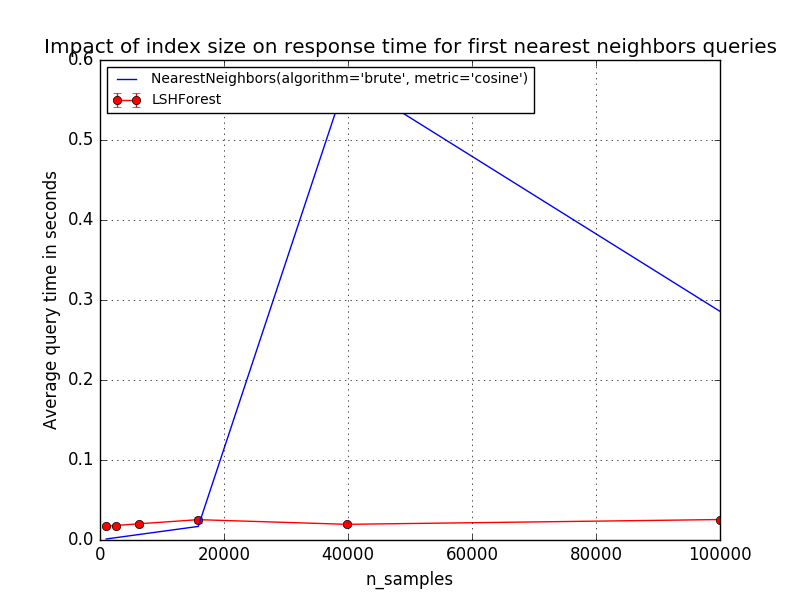 Impact of index size on response time for first nearest neighbors queries
NearestNeighbors(algorithm='brute', metric='cosine')
LSHForest
Average query time in seconds
0.6
0.5
0.4
0.3
0.2
0.1
0.0
0 20000 40000 60000 80000 100000
n_samples